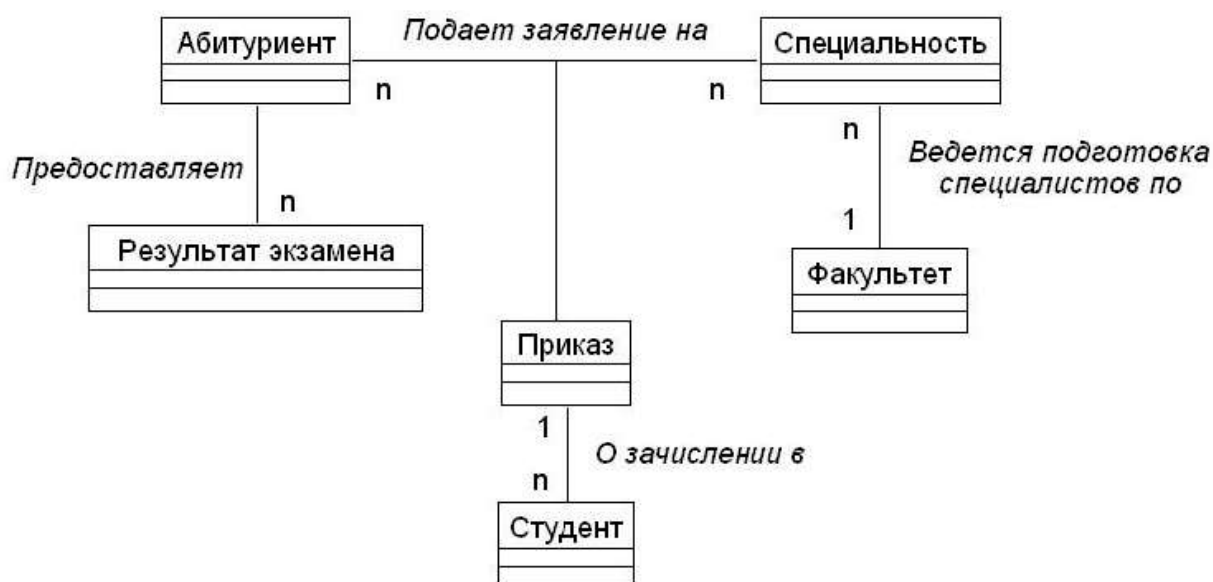 Абитуриент
Подает заявление на
Специальность
n
n
n
Предоставляет
Ведется подготовка
специалистов по
n
1
Результат экзамена
Факультет
Приказ
1
О зачислении в
n
Студент